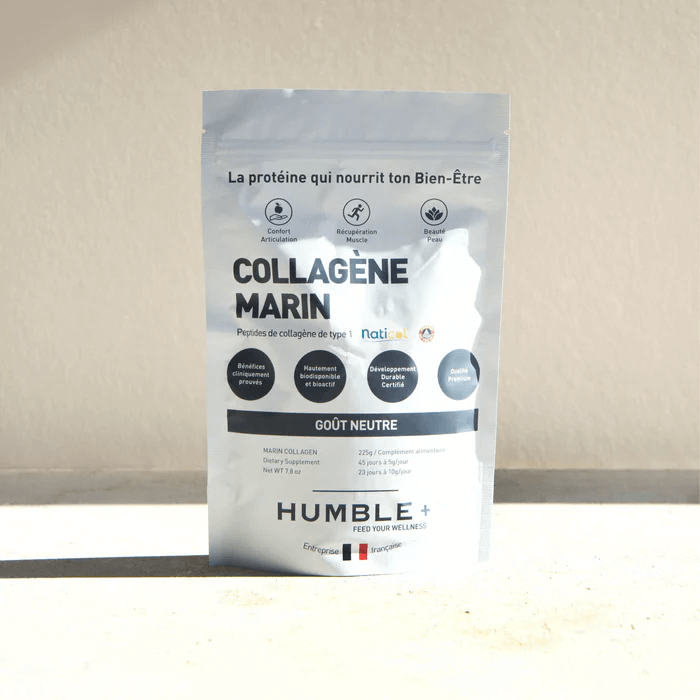 La protéine qui nourrit ton Bien-Être
Confort
Articulation
Récupération
Muscle
Beauté
Peau
COLLAGÈNE
MARIN
Peptides de collagène de type 1 naticol
Bénéfices
cliniquement
prouvés
Hautement
biodisponible
et bioactif
Développement
Durable
Certifié
Qualité
Premium
GOÛT NEUTRE
MARIN COLLAGEN
Dietary Supplement
Net WT 7.8 oz
225g / Complément alimentaire
45 jours à 5g/jour
23 jours à 10g/jour
HUMBLE +
FEED YOUR WELLNESS
Entreprise française